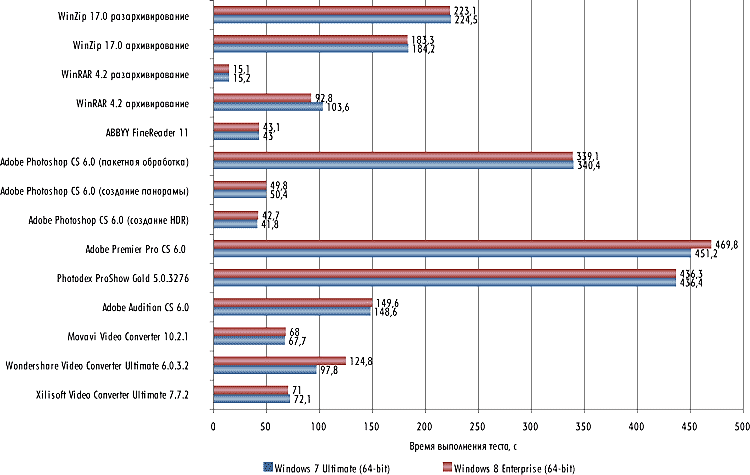 WinZip 17.0 разархивирование
223,1
224,5
WinZip 17.0 архивирование
183,3
184,2
WinRAR 4.2 разархивирование
15,1
15,2
WinRAR 4.2 архивирование
92,8
103,6
ABBYY FineReader 11
43,1
43
Adobe Photoshop CS 6.0 (пакетная обработка)
339,1
340,4
Adobe Photoshop CS 6.0 (создание панорамы)
49,8
50,4
Adobe Photoshop CS 6.0 (создание HDR)
42,7
41,8
Adobe Premier Pro CS 6.0
469,8
451,2
Photodex ProShow Gold 5.0.3276
436,3
436,4
Adobe Audition CS 6.0
149,6
148,6
Movavi Video Converter 10.2.1
68
67,7
Wondershare Video Converter Ultimate 6.0.3.2
124,8
97,8
Xilisoft Video Converter Ultimate 7.7.2
71
72,1
0 50 100 150 200 250 300 350 400 450 500
Время выполнения теста, с
Windows 7 Ultimate (64-bit) Windows 8 Enterprise (64-bit)